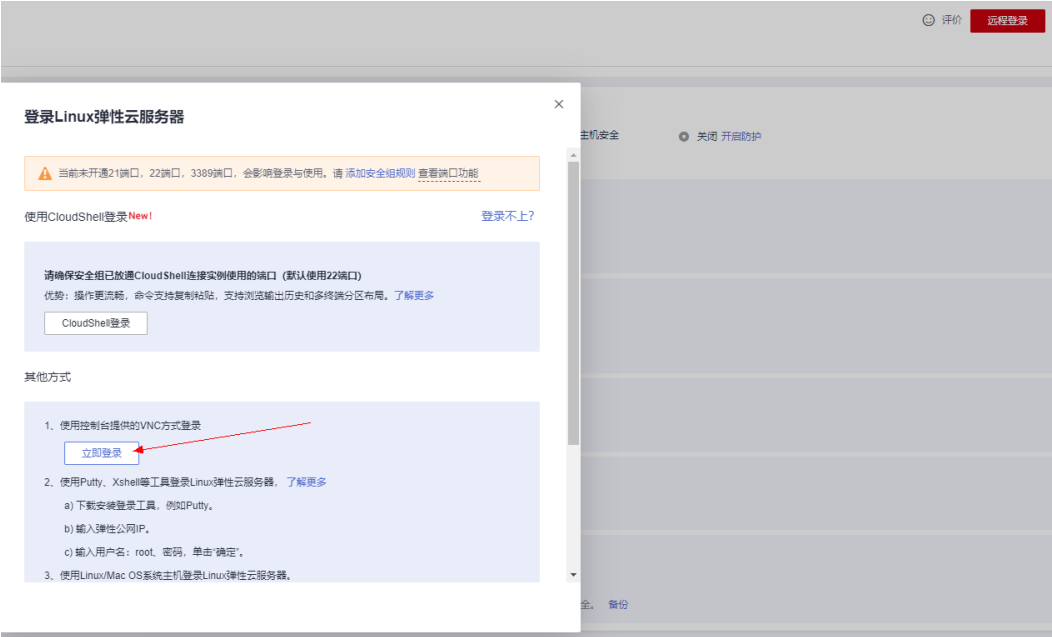 评价 远程登录
登录Linux弹性云服务器
主机安全 关闭 开启防护
当前未开通21端口，22端口，3389端口，会影响登录与使用。请 添加安全组规则 查看端口功能
使用CloudShell登录New! 登录不上?
请确保安全组已放通CloudShell连接实例使用的端口（默认使用22端口)
优势：操作更流畅，命令支持复制粘贴，支持浏览输出历史和多终端分区布局。了解更多
CloudShell登录
其他方式
1、使用控制台提供的VNC方式登录
立即登录
2、使用Putty、Xshell等工具登录Linux弹性云服务器，了解更多
a) 下载安装登录工具，例如Putty。
b) 输入弹性公网IP。
c) 输入用户名：root、密码，单击“确定”。
3、使用Linux/Mac OS系统主机登录Linux弹性云服务器。
全。 备份